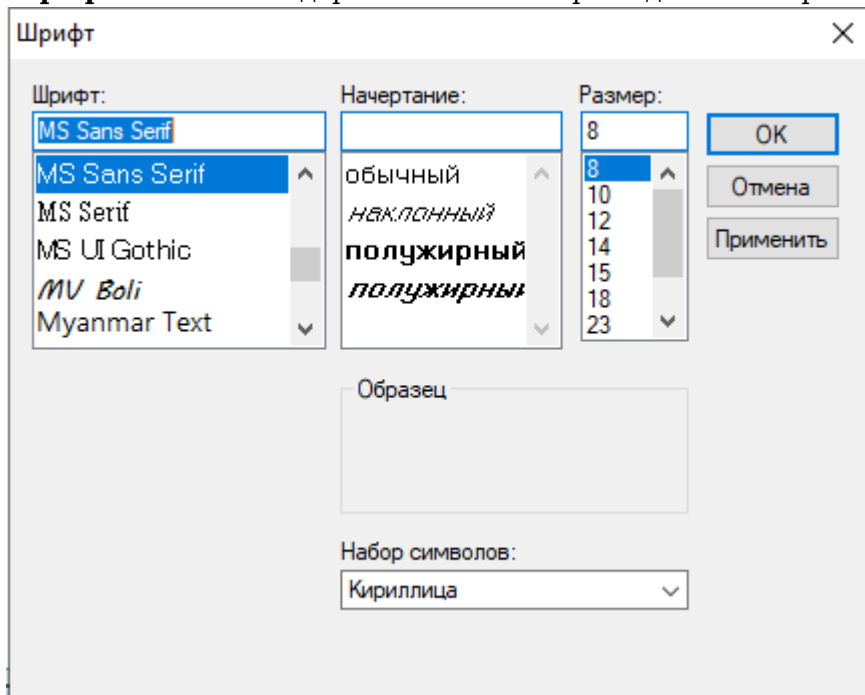 Шрифт
Шрифт:
Начертание:
Размер:
MS Sans Serif
8
OK
MS Sans Serif
MS Serif
MS UI Gothic
MV Boli
Myanmar Text
обычный
наклонный
полужирный
полужирны
8
10
12
14
15
18
23
Отмена
Применить
Образец
Набор символов:
Кириллица